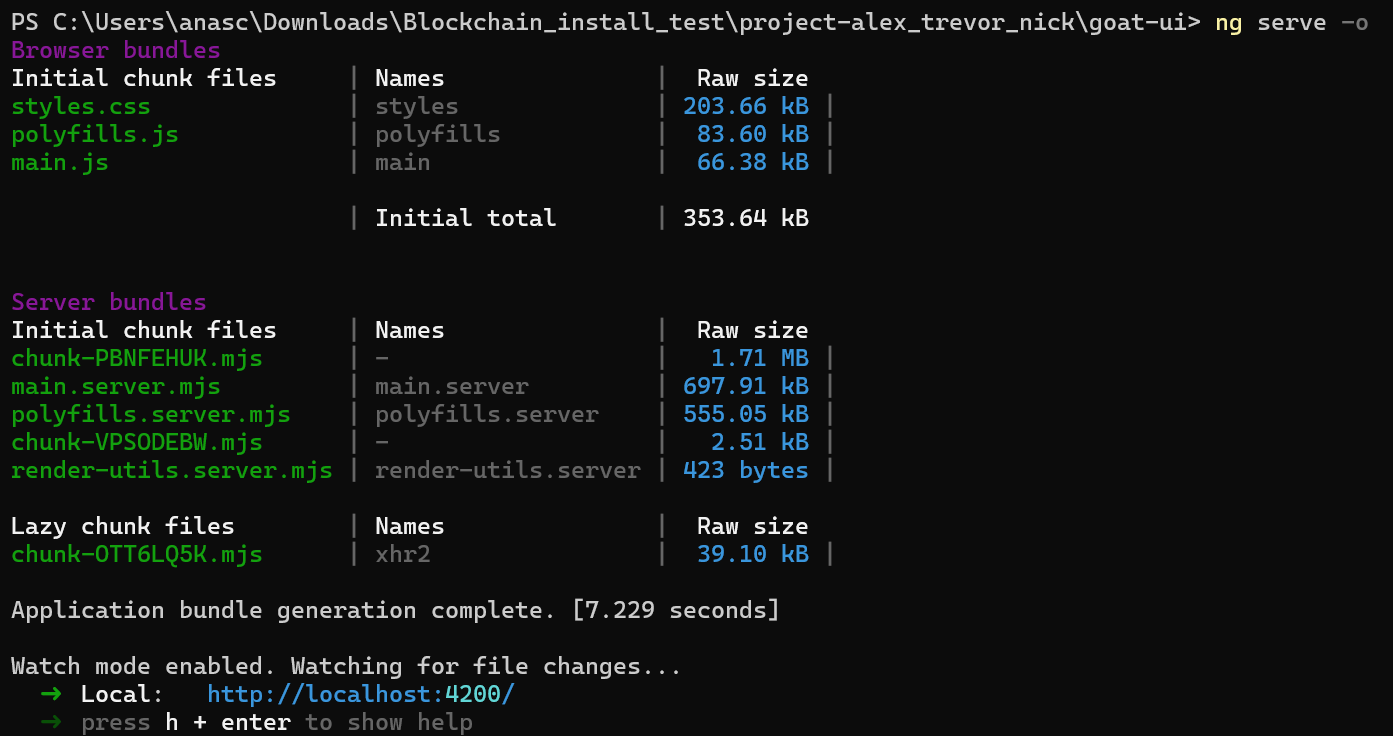 PS C:\Users\anasc\Downloads\Blockchain_install_test\project-alex_trevor_nick\goat-ui> ng serve -o
Browser bundles
Initial chunk files | Names | Raw size
styles.css | styles | 203.66 kB |
polyfills.js | polyfills | 83.60 kB |
main.js | main | 66.38 kB |
| Initial total | 353.64 kB
Server bundles
Initial chunk files | Names | Raw size
chunk-PBNFEHUK.mjs | - | 1.71 MB |
main.server.mjs | main.server | 697.91 kB |
polyfills.server.mjs | polyfills.server | 555.05 kB |
chunk-VPSODEBW.mjs | - | 2.51 kB |
render-utils.server.mjs | render-utils.server | 423 bytes |
Lazy chunk files | Names | Raw size
chunk-OTT6LQ5K.mjs | xhr2 | 39.10 kB |
Application bundle generation complete. [7.229 seconds]
Watch mode enabled. Watching for file changes...
➜ Local: http://localhost:4200/
➜ press h + enter to show help